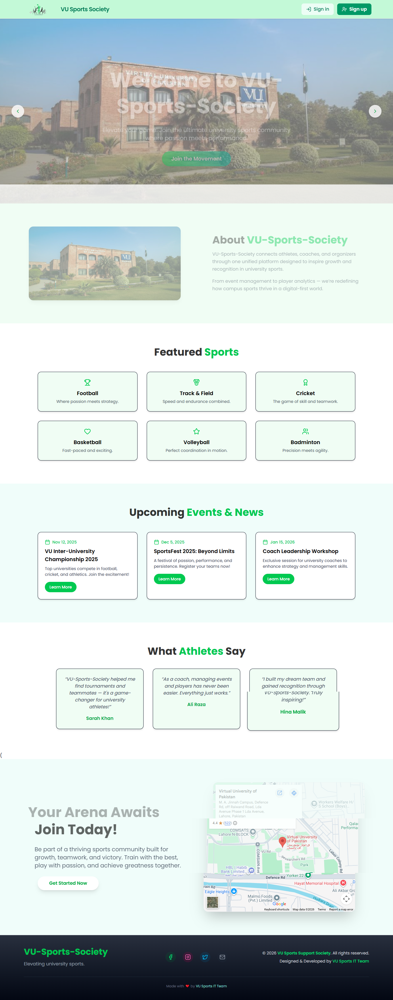 VU Sports Society
Sign in
Sign up
VIRTUAL UNIVERSITY
OF PAKISTAN
VU
Welcome to VU-
Sports-Society
Elevate your game. Join the ultimate university sports community
where passion meets performance.
Join the Movement
VIRTUAL UNIVERSITY
OF PAKISTAN
VU
About VU-Sports-Society
VU-Sports-Society connects athletes, coaches, and organizers
through one unified platform designed to inspire growth and
recognition in university sports.
From event management to player analytics — we're redefining
how campus sports thrive in a digital-first world.
Featured Sports
Football
Where passion meets strategy.
Track & Field
Speed and endurance combined.
Cricket
The game of skill and teamwork.
Basketball
Fast-paced and exciting.
Volleyball
Perfect coordination in motion.
Badminton
Precision meets agility.
Upcoming Events & News
Nov 12, 2025
VU Inter-University
Championship 2025
Top universities compete in football,
cricket, and athletics. Join the excitement!
Learn More
Dec 5, 2025
SportsFest 2025: Beyond Limits
A festival of passion, performance, and
persistence. Register your teams now!
Learn More
Jan 15, 2026
Coach Leadership Workshop
Exclusive session for university coaches to
enhance strategy and management skills.
Learn More
What Athletes Say
“VU-Sports-Society helped me
find tournaments and
teammates — it's a game-
changer for university
athletes!”
Sarah Khan
“As a coach, managing events
and players has never been
easier. Everything just works.”
Ali Raza
“I built my dream team and
gained recognition through
VU-Sports-Society. Truly
inspiring!”
Hina Malik
(
Your Arena Awaits
Join Today!
Be part of a thriving sports community built for
growth, teamwork, and victory. Train with the best,
play with passion, and achieve greatness together.
Get Started Now
Virtual University of
Pakistan
M. A. Jinnah Campus, Defence
Rd, off Raiwand Road, Lda
Avenue Phase 1 Lda Avenue,
Lahore, Pakistan
4.4 ★ (522)
Workers Welfare H/
S School (Boys)...
COMSATS
Lahore N-BLOCK
Virtual University
of Pakistan
ورچوئل یونیورسٹی
آف پاکستان
VU Rd
COMSIAN Ave
Researchers Rd
Labor Colony Rd
Park
HBL | Habib
Bank Limited...
حبیب بینک لمیٹڈ
Defence Rd
Yorker 22
Hayat Memorial Hospital
Eagle Heights
Malmo Foods
(Pvt.) Limited
Hudiara Drain
Google
Keyboard shortcuts
Map data ©2026
Terms
Report a map error
VU-Sports-Society
Elevating university sports.
© 2026 VU Sports Support Society. All rights reserved.
Designed & Developed by VU Sports IT Team
Made with ❤ by VU Sports IT Team